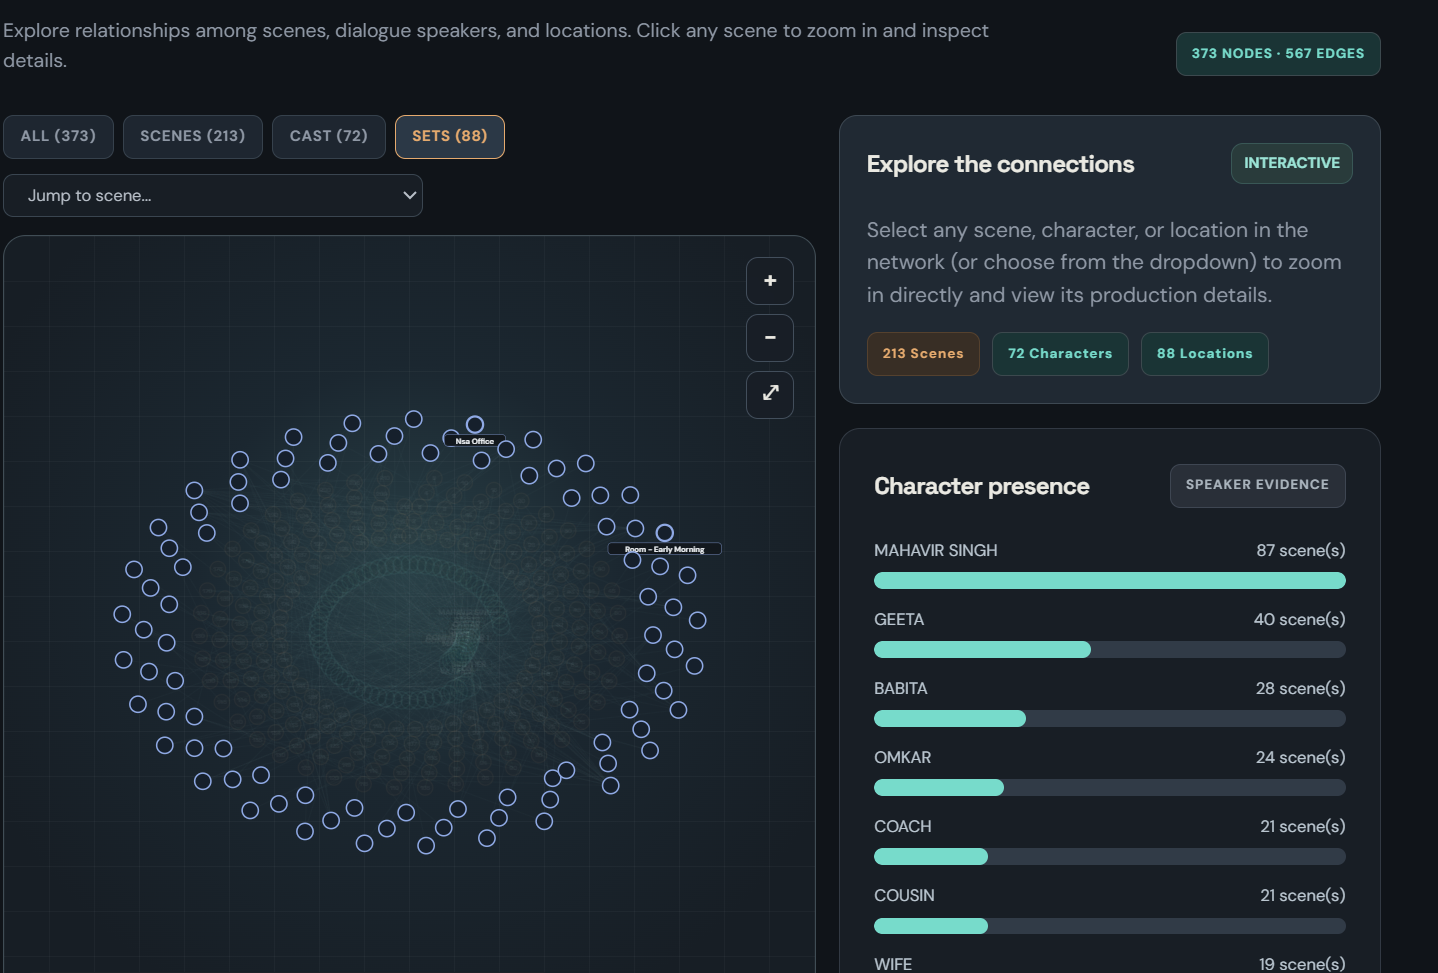 Explore relationships among scenes, dialogue speakers, and locations. Click any scene to zoom in and inspect
details.
373 NODES · 567 EDGES
ALL (373)
SCENES (213)
CAST (72)
SETS (88)
Jump to scene...
+
−
Nsa Office
Room - Early Morning
Explore the connections
INTERACTIVE
Select any scene, character, or location in the
network (or choose from the dropdown) to zoom
in directly and view its production details.
213 Scenes
72 Characters
88 Locations
Character presence
SPEAKER EVIDENCE
MAHAVIR SINGH
87 scene(s)
GEETA
40 scene(s)
BABITA
28 scene(s)
OMKAR
24 scene(s)
COACH
21 scene(s)
COUSIN
21 scene(s)
WIFE
19 scene(s)